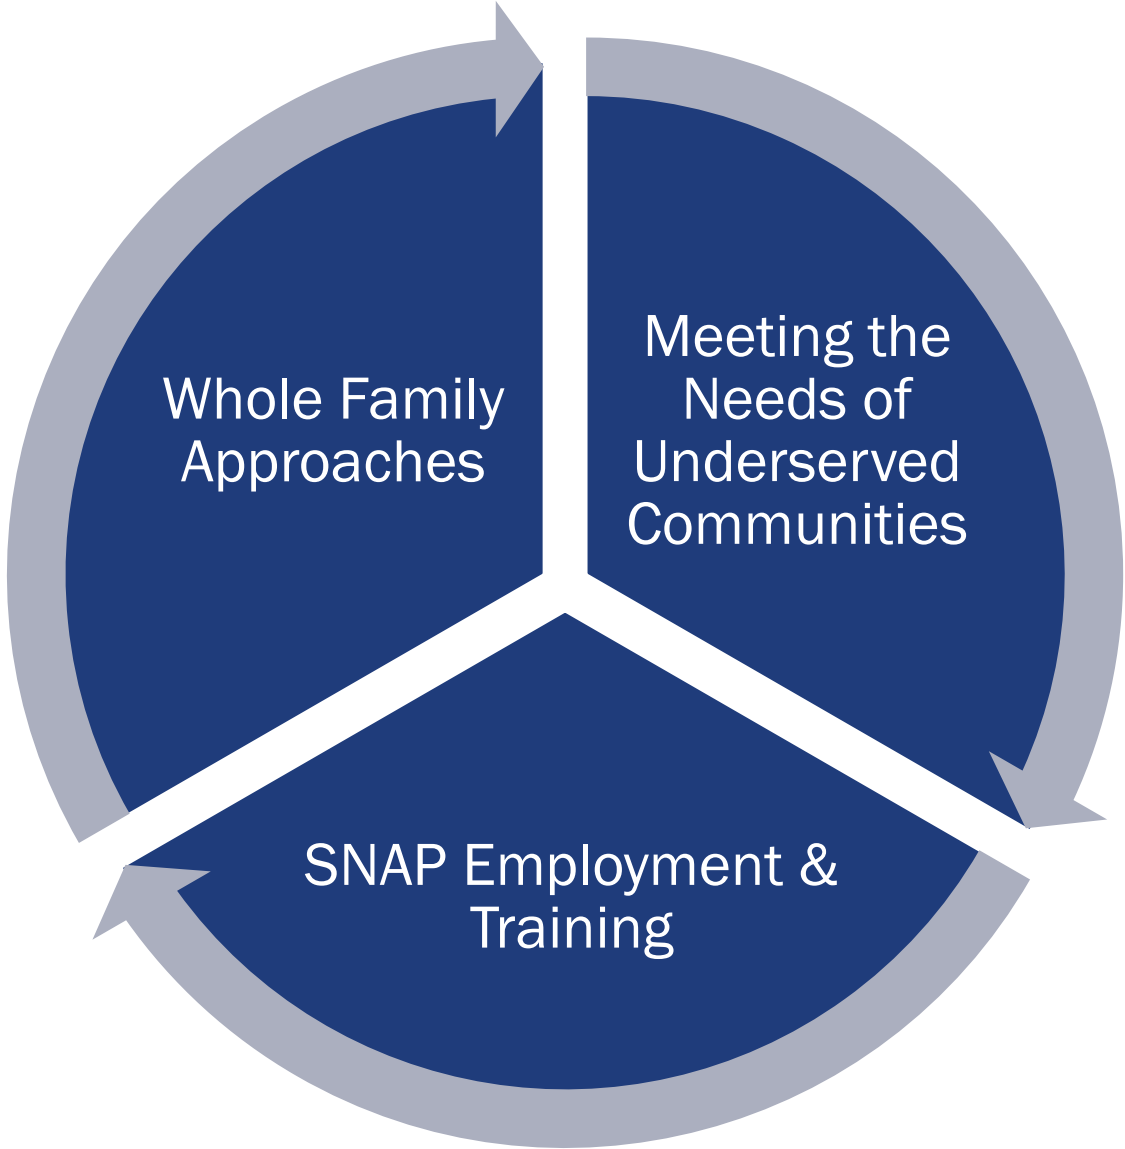 Whole Family
Approaches
Meeting the
Needs of
Underserved
Communities
SNAP Employment &
Training